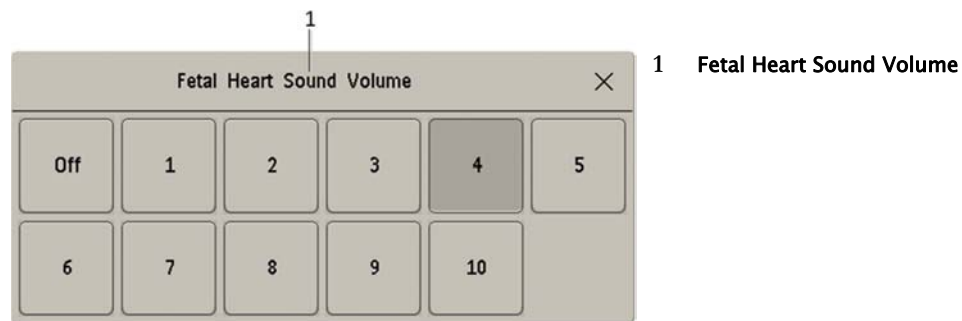 1
Fetal Heart Sound Volume ×
1 Fetal Heart Sound Volume
Off 1 2 3 4 5
6 7 8 9 10